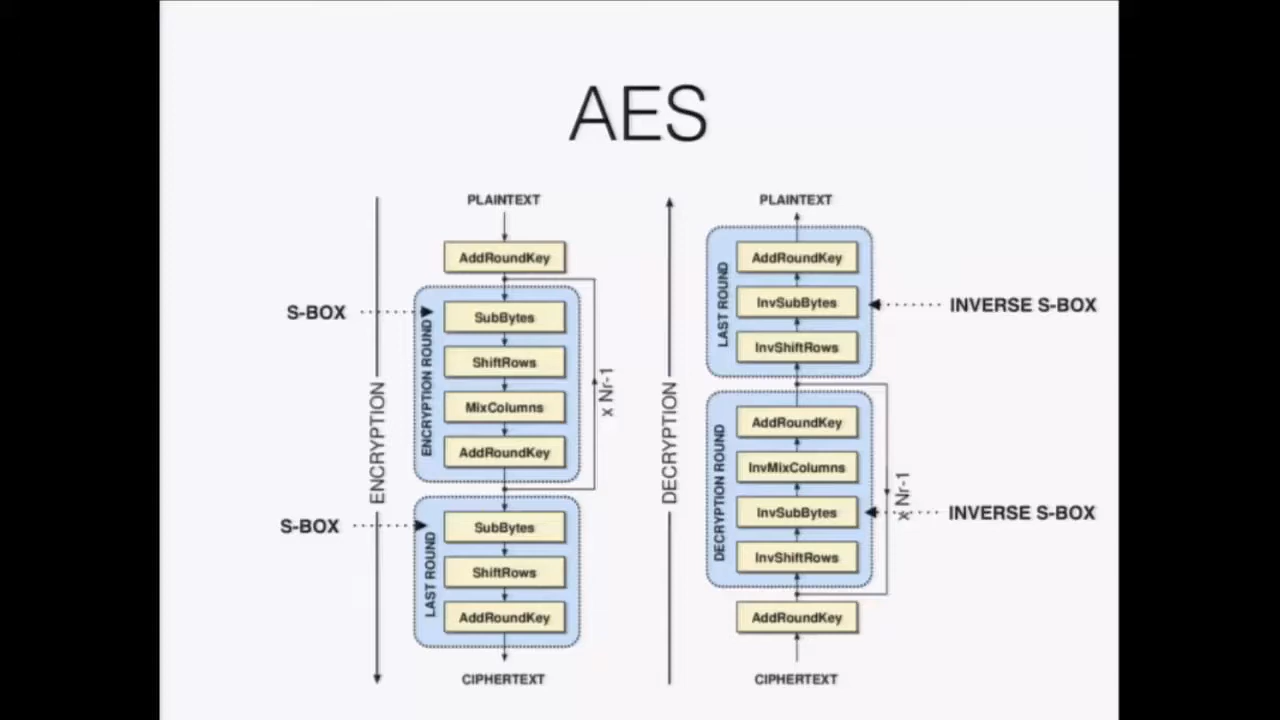 AES
PLAINTEXT
AddRoundKey
S-BOX
ENCRYPTION ROUND
SubBytes
ShiftRows
MixColumns
AddRoundKey
x Nr-1
ENCRYPTION
S-BOX
LAST ROUND
SubBytes
ShiftRows
AddRoundKey
CIPHERTEXT
PLAINTEXT
LAST ROUND
AddRoundKey
InvSubBytes
INVERSE S-BOX
InvShiftRows
DECRYPTION
DECRYPTION ROUND
AddRoundKey
InvMixColumns
x Nr-1
InvSubBytes
INVERSE S-BOX
InvShiftRows
AddRoundKey
CIPHERTEXT